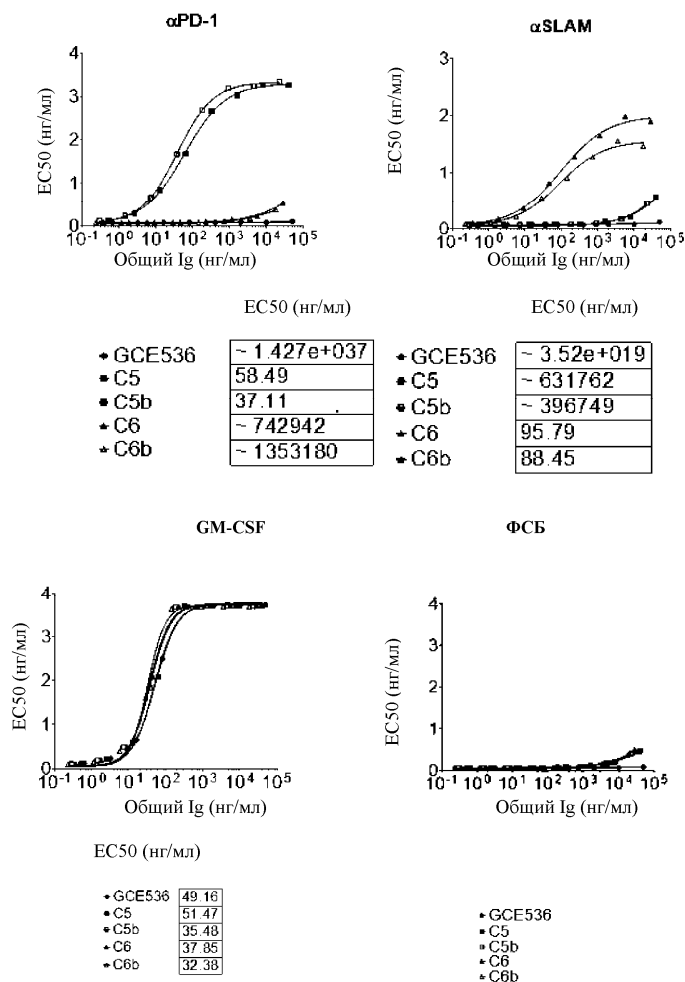 αPD-1
αSLAM
EC50 (нг/мл)
4
3
2
1
0
10-1 100 101 102 103 104 105
Общий Ig (нг/мл)
EC50 (нг/мл)
3
2
1
0
10-1 100 101 102 103 104 105
Общий Ig (нг/мл)
EC50 (нг/мл)
GCE536 ~ 1.427e+037
C5 58.49
C5b 37.11
C6 ~ 742942
C6b ~ 1353180
EC50 (нг/мл)
GCE536 ~ 3.52e+019
C5 ~ 631762
C5b ~ 396749
C6 95.79
C6b 88.45
GM-CSF
ФСБ
EC50 (нг/мл)
4
3
2
1
0
10-1 100 101 102 103 104 105
Общий Ig (нг/мл)
EC50 (нг/мл)
4
3
2
1
0
10-1 100 101 102 103 104 105
Общий Ig (нг/мл)
EC50 (нг/мл)
GCE536 49.16
C5 51.47
C5b 35.48
C6 37.85
C6b 32.38
GCE536
C5
C5b
C6
C6b